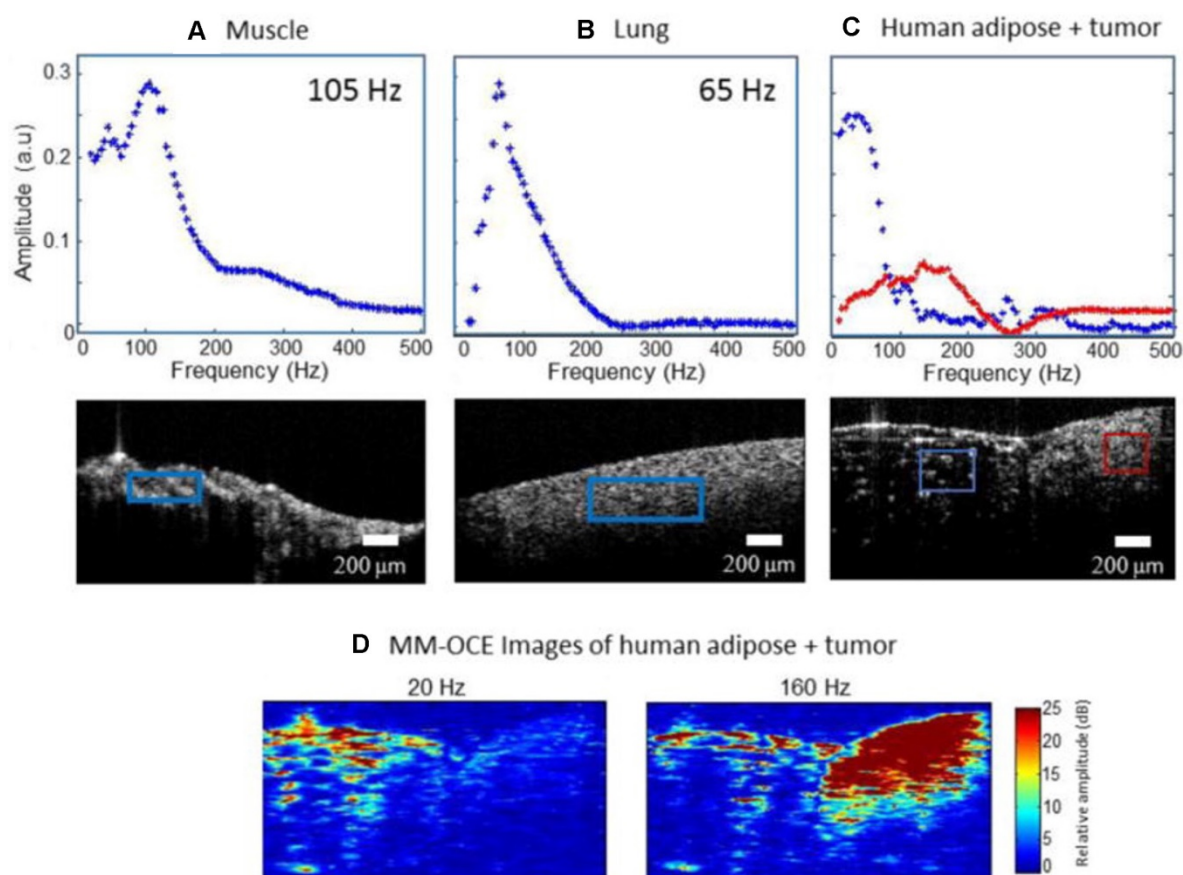 A Muscle
B Lung
C Human adipose + tumor
105 Hz
65 Hz
Amplitude (a.u)
0.3
0.2
0.1
0
0 100 200 300 400 500
Frequency (Hz)
0 100 200 300 400 500
Frequency (Hz)
0 100 200 300 400 500
Frequency (Hz)
200 µm
200 µm
200 µm
D MM-OCE Images of human adipose + tumor
20 Hz
160 Hz
25
20
15
10
5
0
Relative amplitude (dB)